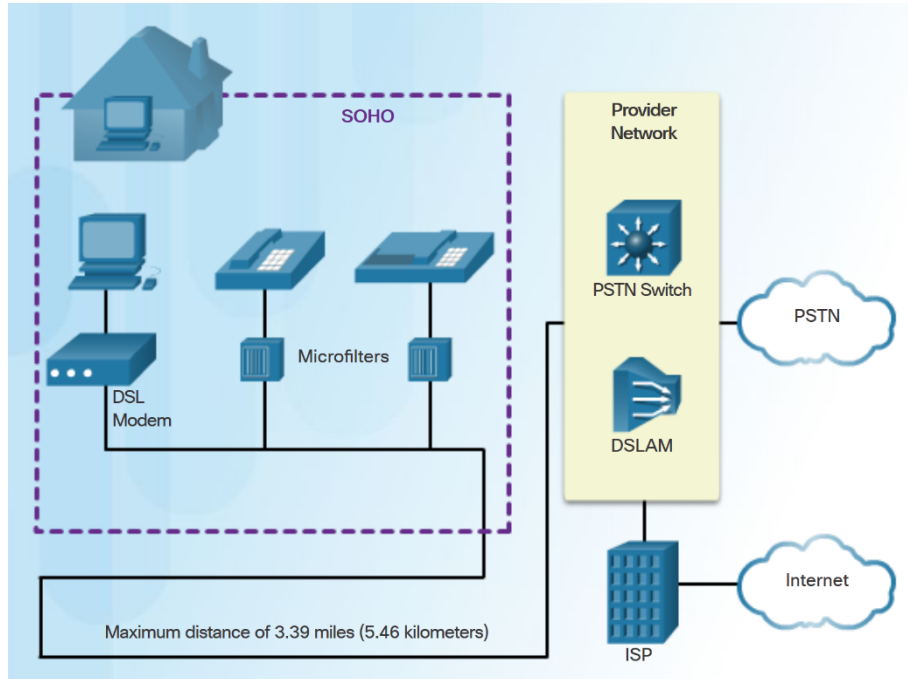 SOHO
Provider
Network
PSTN Switch
PSTN
Microfilters
DSL
Modem
DSLAM
Internet
Maximum distance of 3.39 miles (5.46 kilometers)
ISP